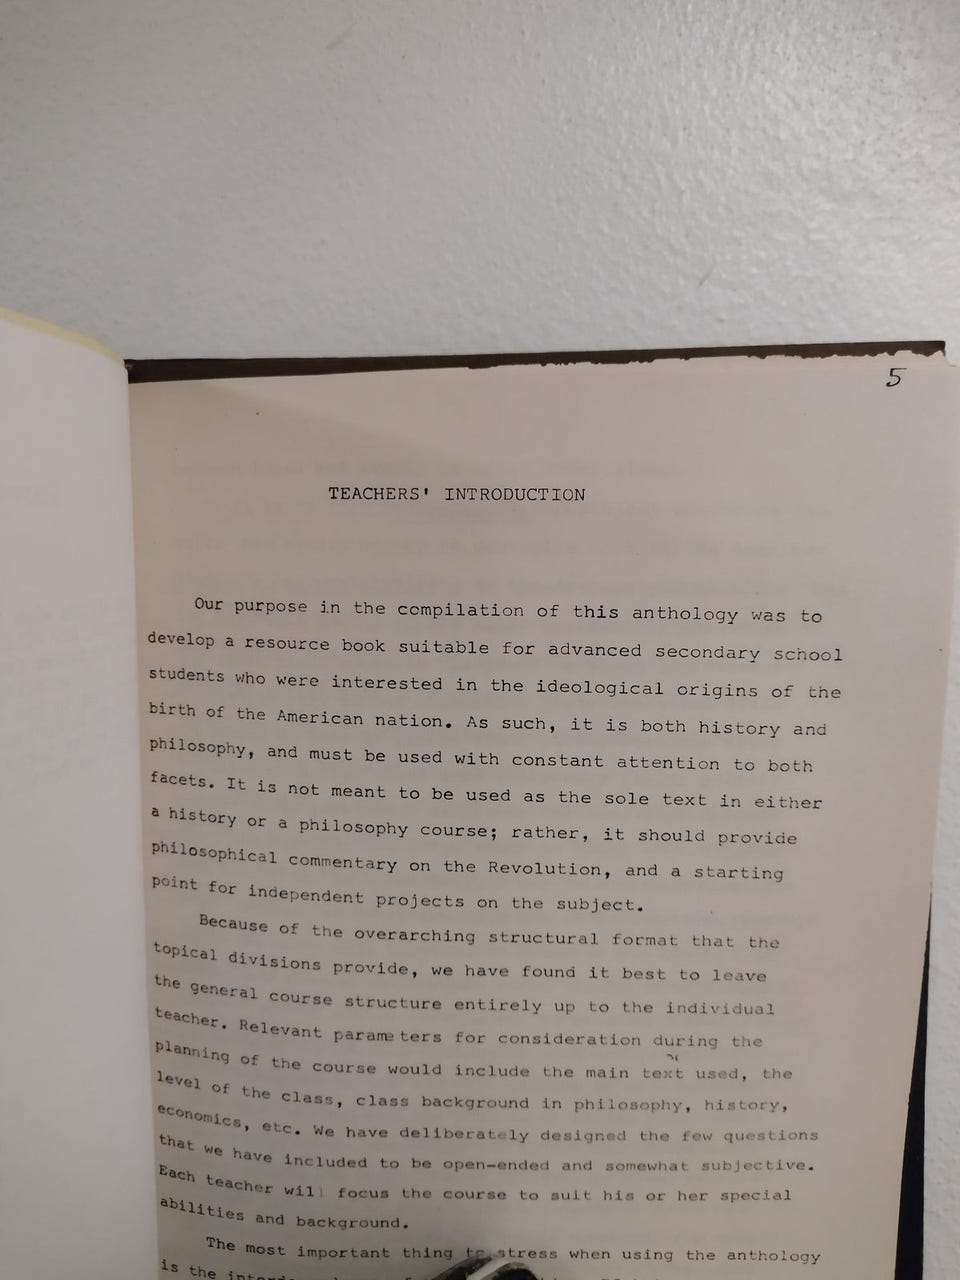 5
TEACHERS' INTRODUCTION
Our purpose in the compilation of this anthology was to
develop a resource book suitable for advanced secondary school
students who were interested in the ideological origins of the
birth of the American nation. As such, it is both history and
philosophy, and must be used with constant attention to both
facets. It is not meant to be used as the sole text in either
a history or a philosophy course; rather, it should provide
philosophical commentary on the Revolution, and a starting
point for independent projects on the subject.
Because of the overarching structural format that the
topical divisions provide, we have found it best to leave
the general course structure entirely up to the individual
teacher. Relevant parameters for consideration during the
planning of the course would include the main text used, the
level of the class, class background in philosophy, history,
economics, etc. We have deliberately designed the few questions
that we have included to be open-ended and somewhat subjective.
Each teacher will focus the course to suit his or her special
abilities and background.
The most important thing to stress when using the anthology
is the